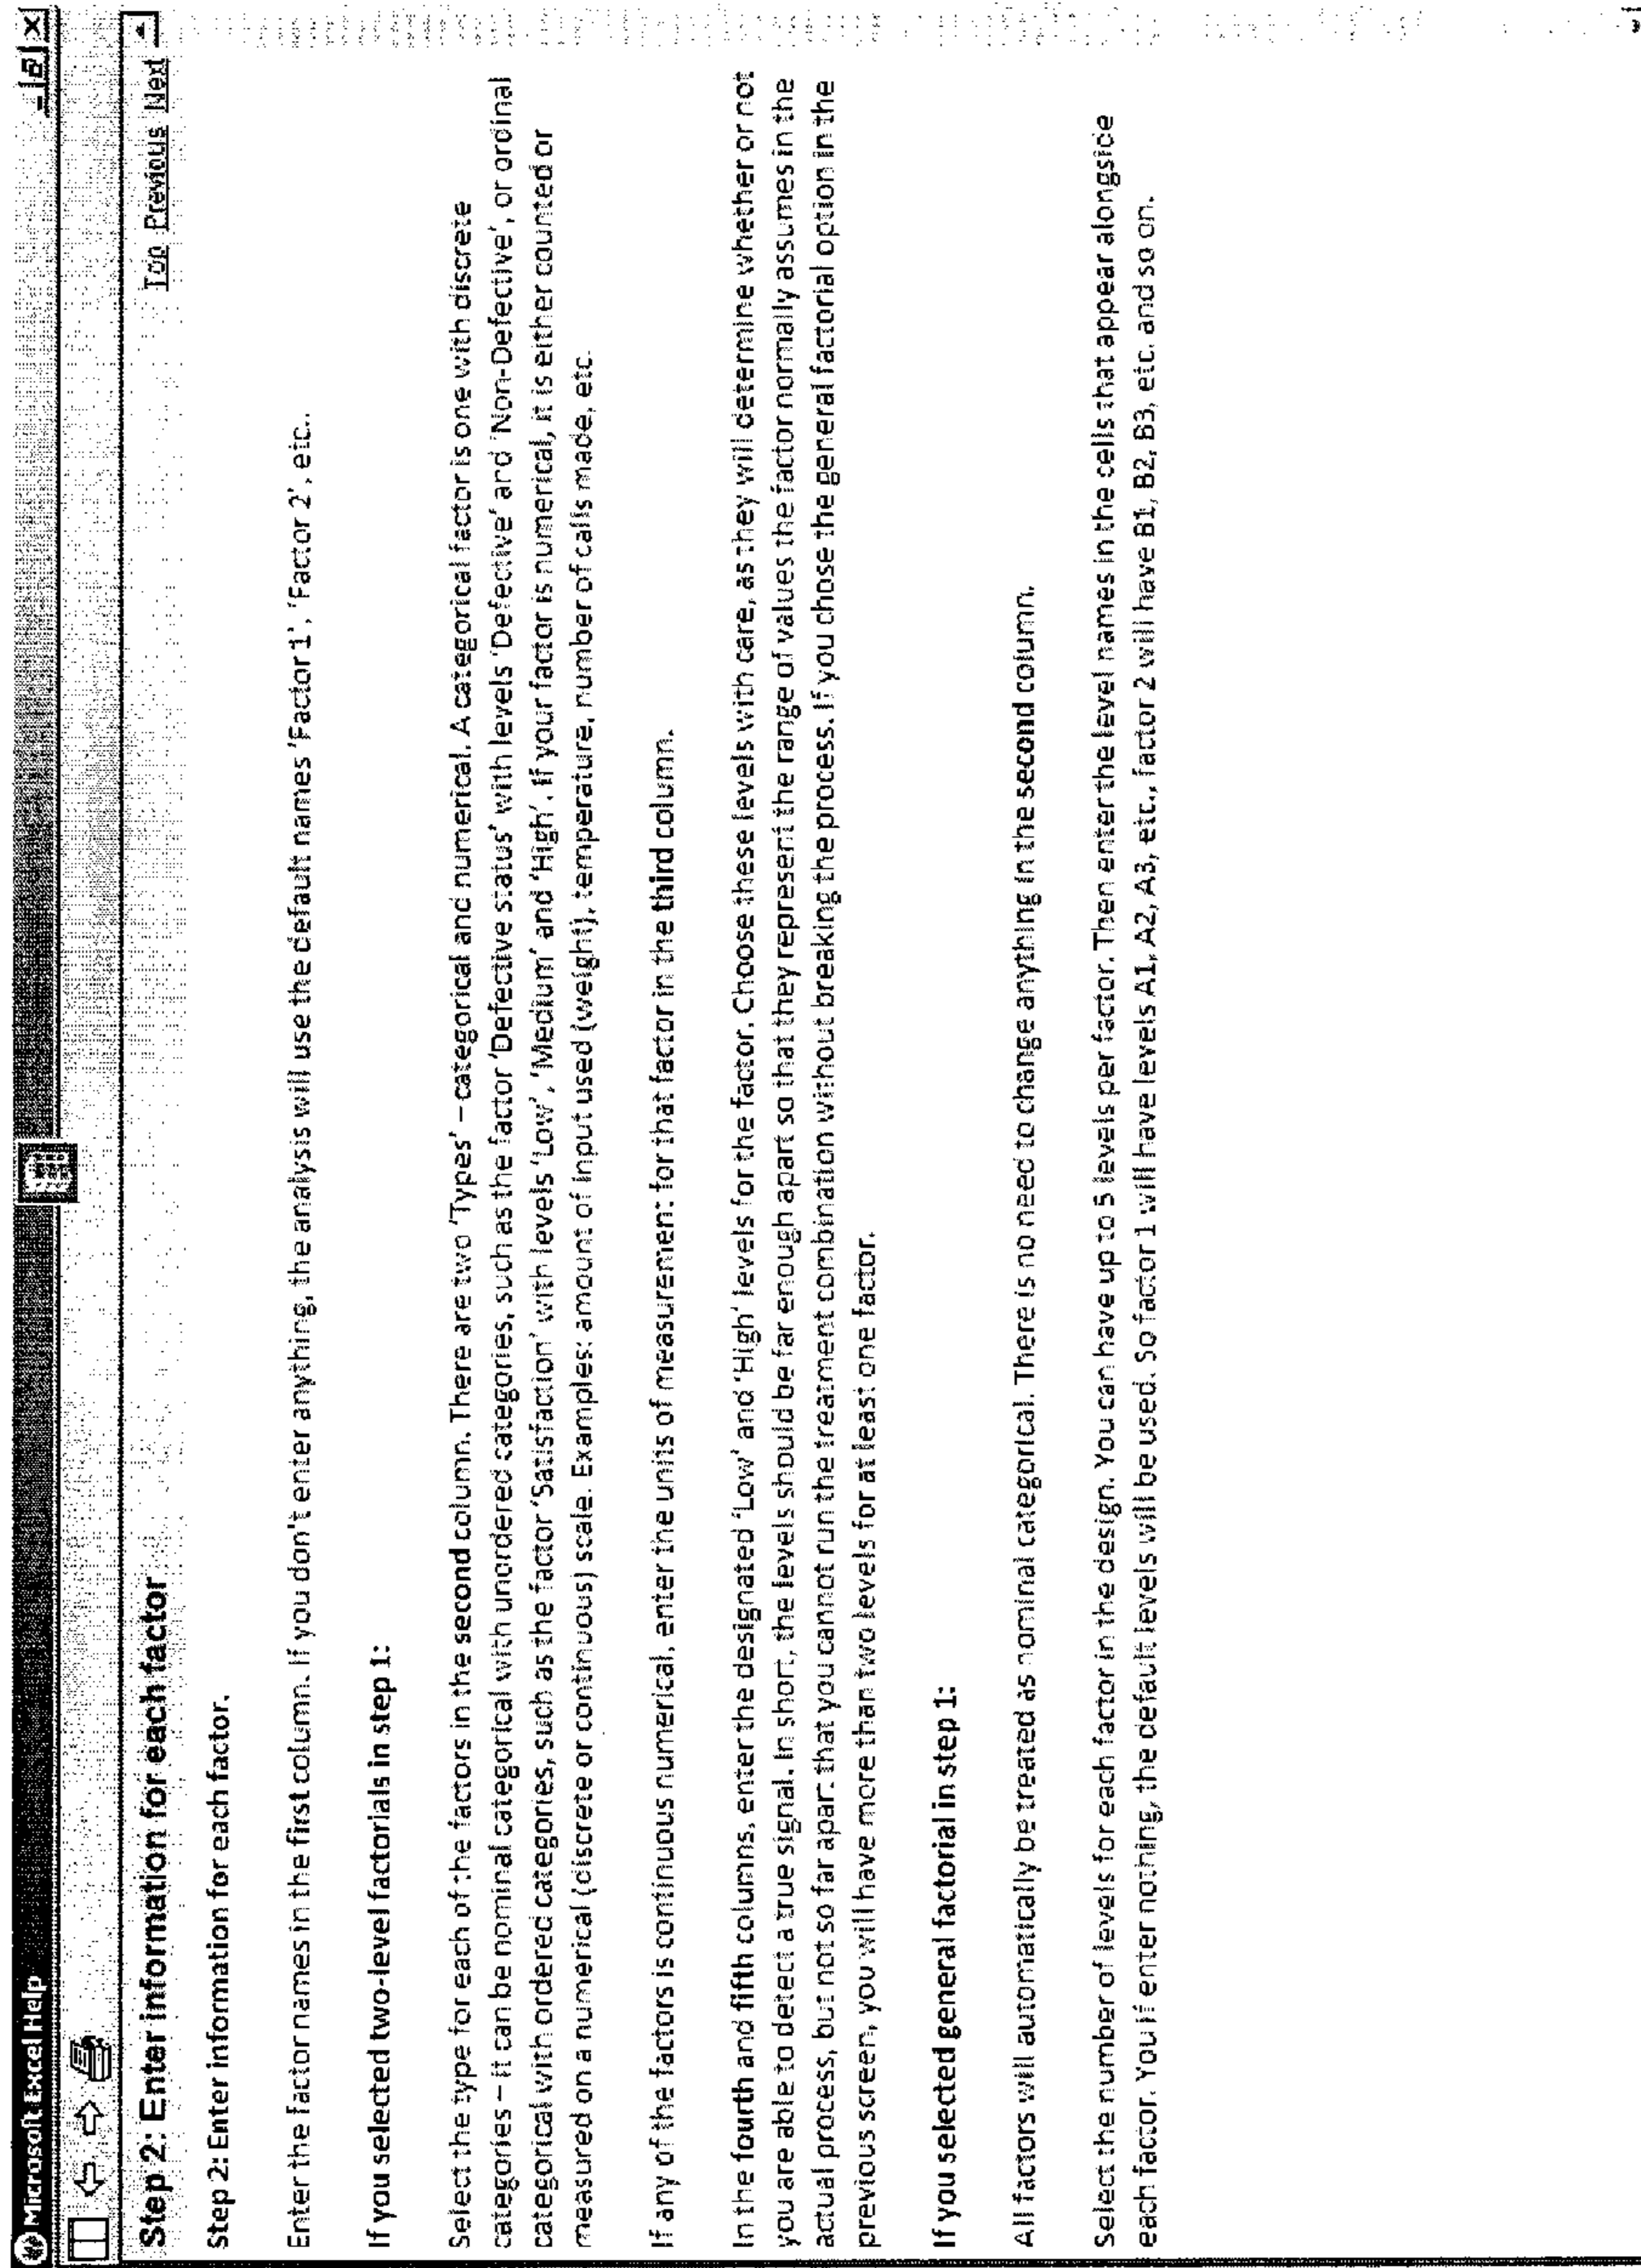 Microsoft Excel Help
Top Previous Next
Step 2: Enter information for each factor
Step 2: Enter information for each factor.
Enter the factor names in the first column. If you don't enter anything, the analysis will use the default names 'Factor 1', 'Factor 2', etc..
If you selected two-level factorials in step 1:
Select the type for each of the factors in the second column. There are two 'Types' – categorical and numerical. A categorical factor is one with discrete
categories – it can be nominal categorical with unordered categories, such as the factor 'Defective status' with levels 'Defective' and 'Non-Defective', or ordinal
categorical with ordered categories, such as the factor 'Satisfaction' with levels 'Low', 'Medium' and 'High'. If your factor is numerical, it is either counted or
measured on a numerical (discrete or continuous) scale. Examples: amount of input used (weight), temperature, number of calls made, etc.
If any of the factors is continuous numerical, enter the units of measurement for that factor in the third column.
In the fourth and fifth columns, enter the designated 'Low' and 'High' levels for the factor. Choose these levels with care, as they will determine whether or not
you are able to detect a true signal. In short, the levels should be far enough apart so that they represent the range of values the factor normally assumes in the
actual process, but not so far apart that you cannot run the treatment combination without breaking the process. If you chose the general factorial option in the
previous screen, you will have more than two levels for at least one factor.
If you selected general factorial in step 1:
All factors will automatically be treated as nominal categorical. There is no need to change anything in the second column.
Select the number of levels for each factor in the design. You can have up to 5 levels per factor. Then enter the level names in the cells that appear alongside
each factor. You if enter nothing, the default levels will be used. So factor 1 will have levels A1, A2, A3, etc., factor 2 will have B1, B2, B3, etc. and so on.